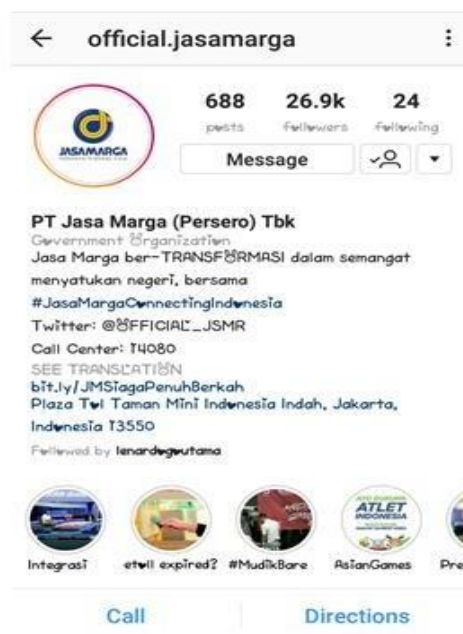 official.jasamarga
688 26.9k 24
posts followers following
JASAMARGA
Message
PT Jasa Marga (Persero) Tbk
Government Organization
Jasa Marga ber-TRANSFORMASI dalam semangat
menyatukan negeri, bersama
#JasaMargaConnectingIndonesia
Twitter: @OFFICIAL_JSMR
Call Center: 14080
SEE TRANSLATION
bit.ly/JMSiagaPenuhBerkah
Plaza Tol Taman Mini Indonesia Indah, Jakarta,
Indonesia 13550
Followed by lenardogoutama
ATLET
INDONESIA
Integrasi etoll expired? #MudikBare AsianGames Pre
Call Directions